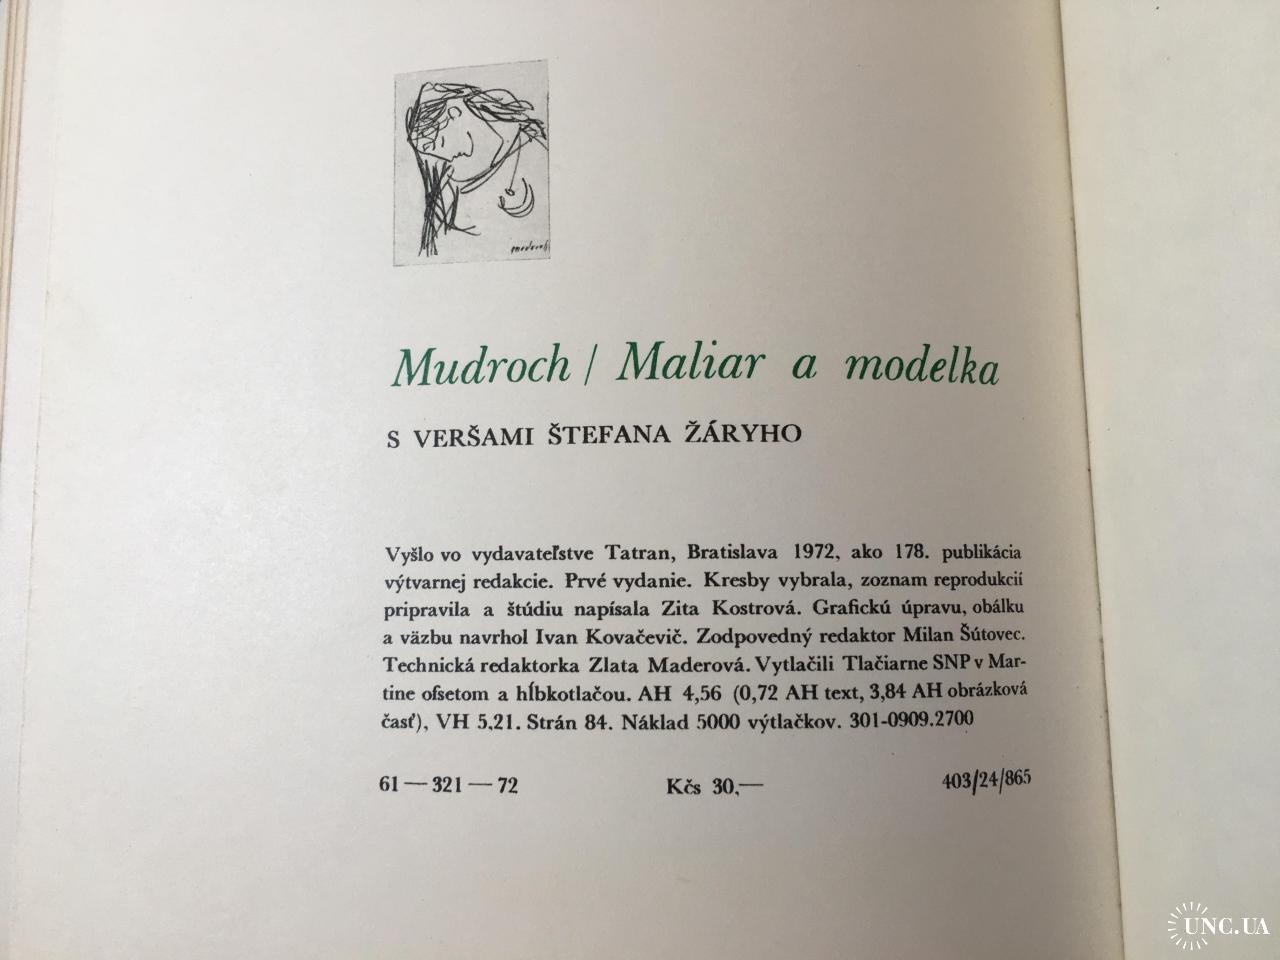 mudroch
Mudroch / Maliar a modelka
S VERŠAMI ŠTEFANA ŽÁRYHO
Vyšlo vo vydavateľstve Tatran, Bratislava 1972, ako 178. publikácia
výtvarnej redakcie. Prvé vydanie. Kresby vybrala, zoznam reprodukcií
pripravila a štúdiu napísala Zita Kostrová. Grafickú úpravu, obálku
a väzbu navrhol Ivan Kovačevič. Zodpovedný redaktor Milan Šútovec.
Technická redaktorka Zlata Maderová. Vytlačili Tlačiarne SNP v Mar-
tine ofsetom a hĺbkotlačou. AH 4,56 (0,72 AH text, 3,84 AH obrázková
časť), VH 5,21. Strán 84. Náklad 5000 výtlačkov. 301-0909.2700
61 — 321 — 72 Kčs 30,— 403/24/865
UNC.UA